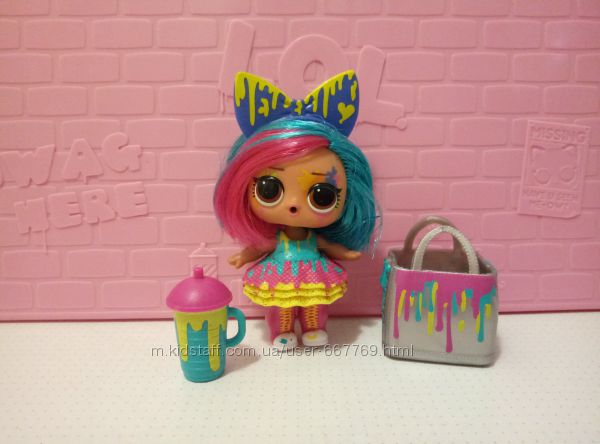 L.O.L
SWAG
HERE
MISSING
m.kidstaff.com.ua/user-667769.html